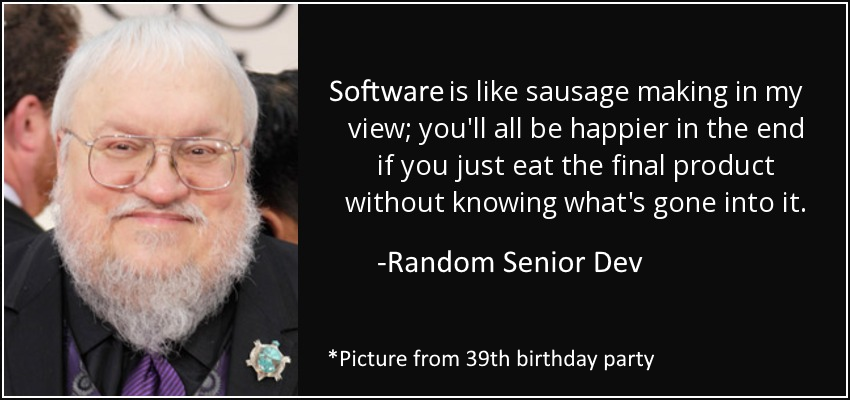 GO
Software is like sausage making in my
view; you'll all be happier in the end
if you just eat the final product
without knowing what's gone into it.
-Random Senior Dev
*Picture from 39th birthday party